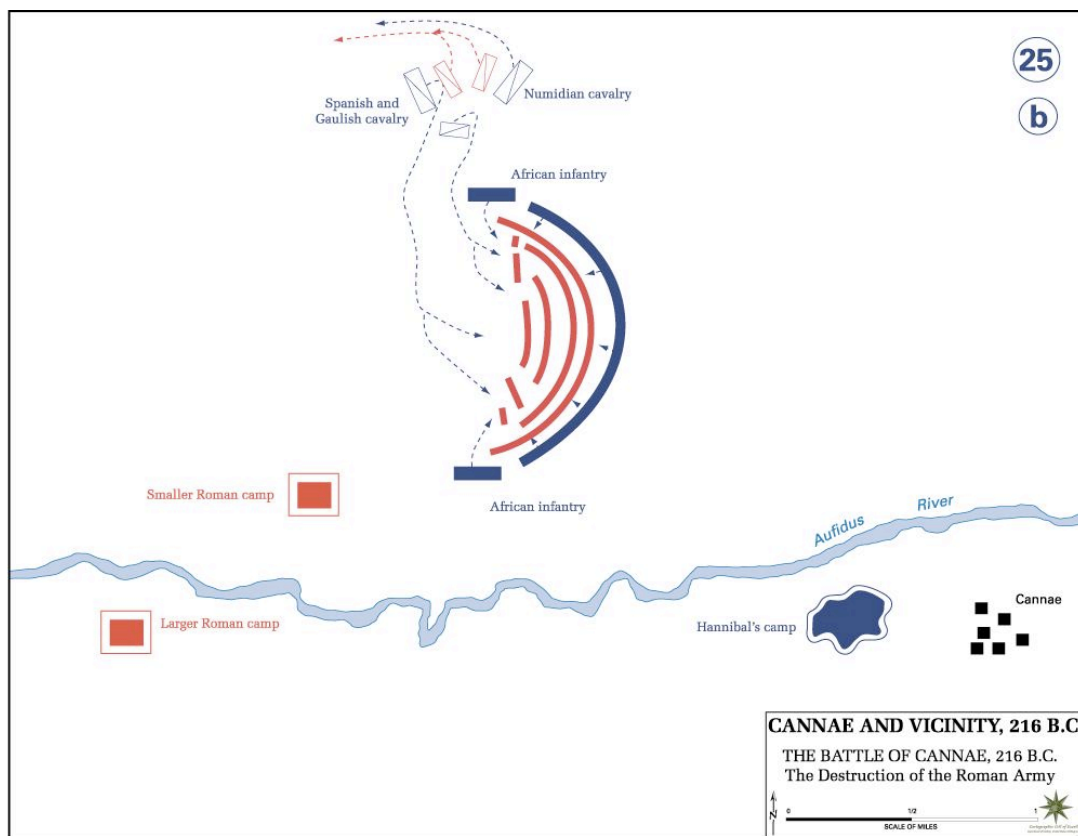 25
b
Spanish and
Gaulish cavalry
Numidian cavalry
African infantry
African infantry
Smaller Roman camp
Aufidus River
Larger Roman camp
Hannibal's camp
Cannae
CANNAE AND VICINITY, 216 B.C
THE BATTLE OF CANNAE, 216 B.C.
The Destruction of the Roman Army
N
0 1/2 1
SCALE OF MILES